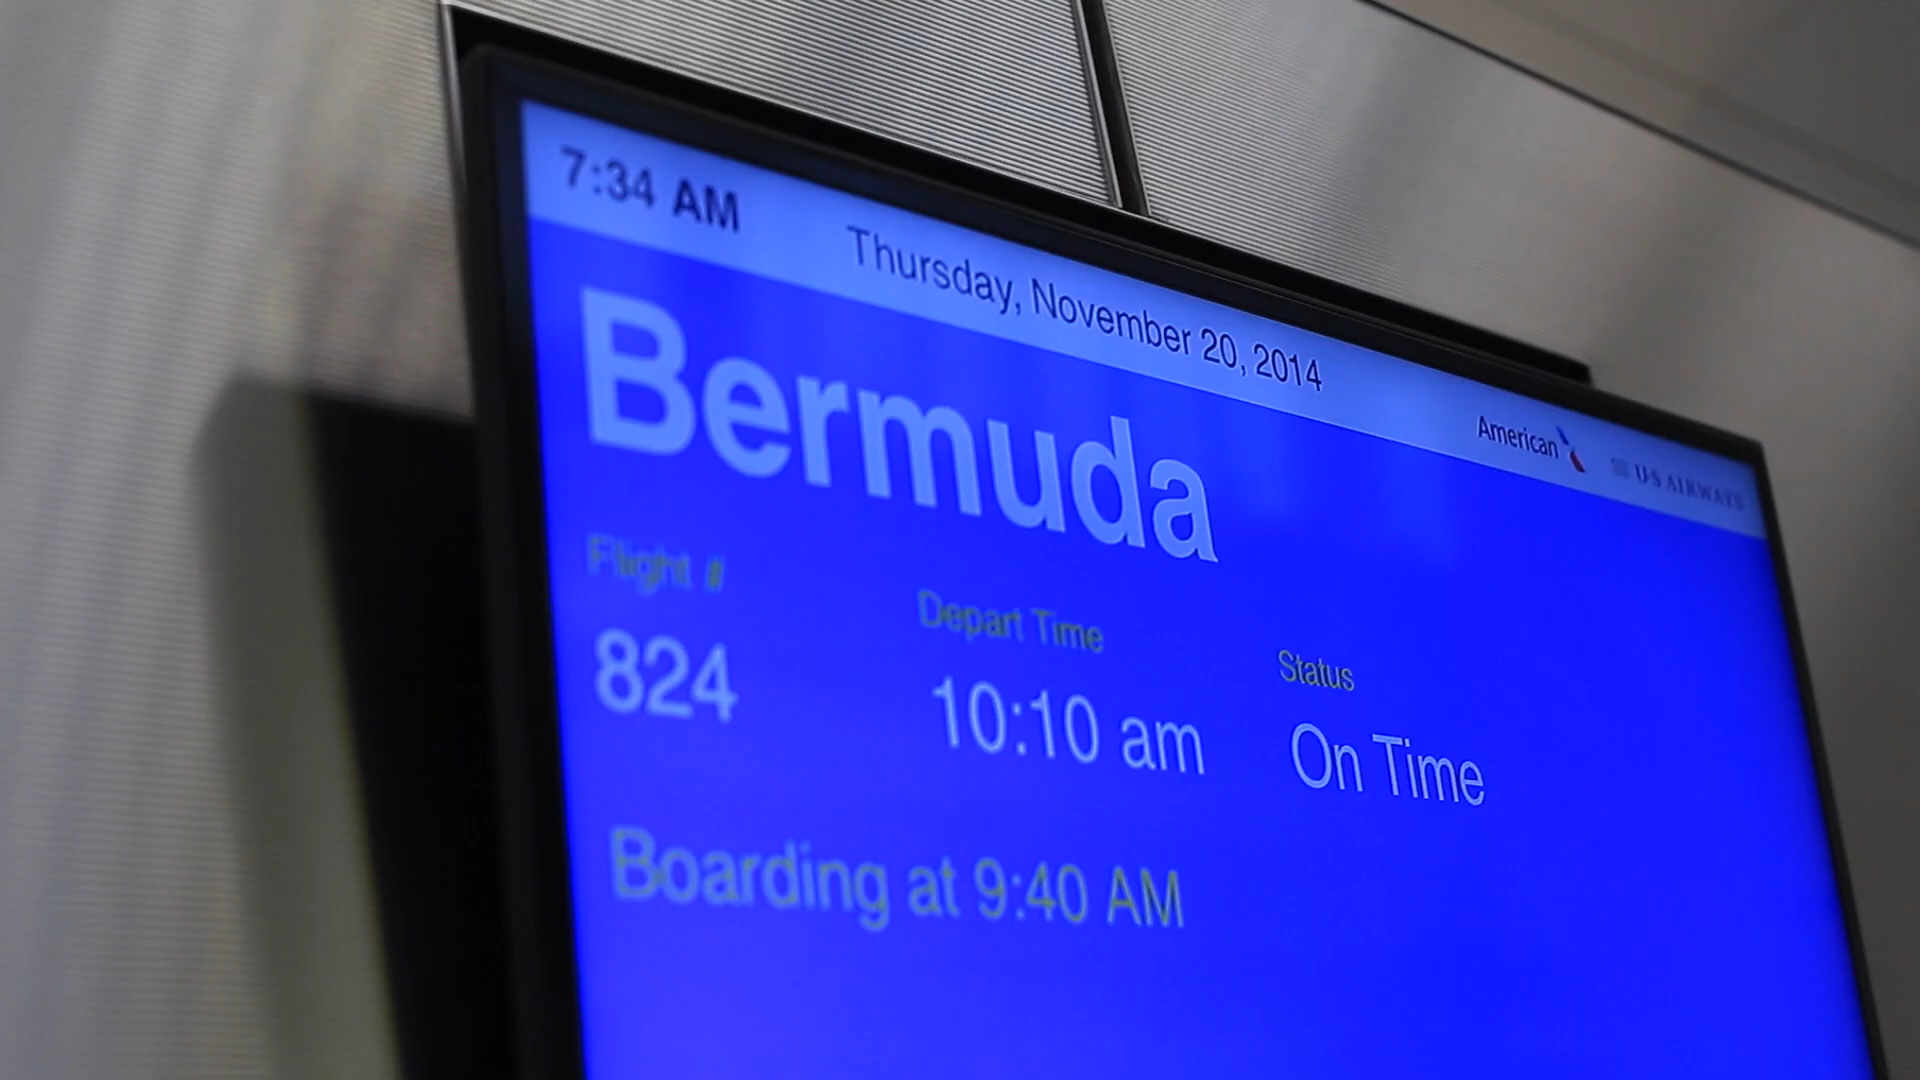 7:34 AM Thursday, November 20, 2014 American US AIRWAYS
Bermuda
Flight # Depart Time Status
824 10:10 am On Time
Boarding at 9:40 AM